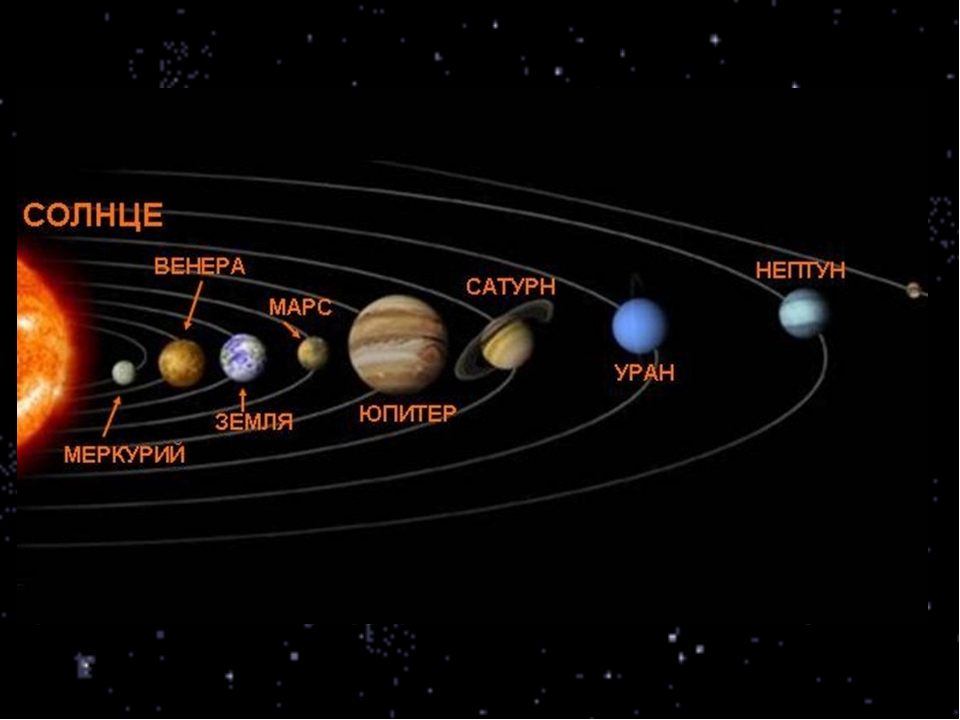 СОЛНЦЕ
ВЕНЕРА
МАРС
САТУРН
НЕПТУН
УРАН
ЮПИТЕР
ЗЕМЛЯ
МЕРКУРИЙ